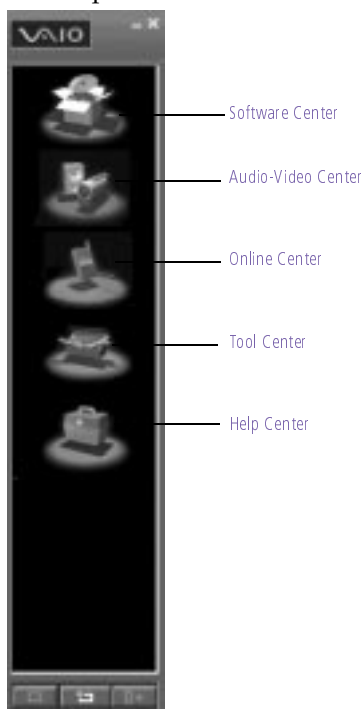 VAIO
Software Center
Audio-Video Center
Online Center
Tool Center
Help Center